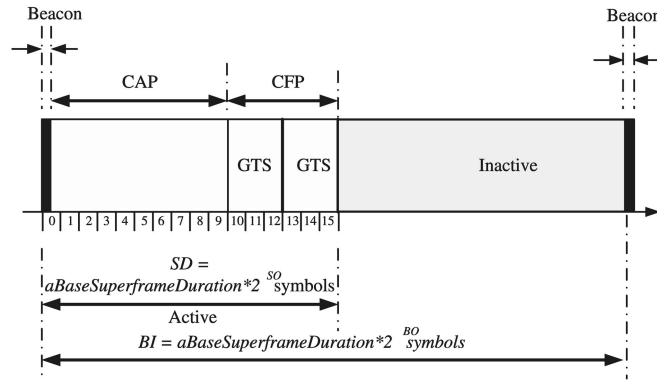 Beacon
Beacon
CAP
CFP
GTS
GTS
Inactive
0 1 2 3 4 5 6 7 8 9 10 11 12 13 14 15
SD =
aBaseSuperframeDuration*2 SO symbols
Active
BI = aBaseSuperframeDuration*2 BO symbols